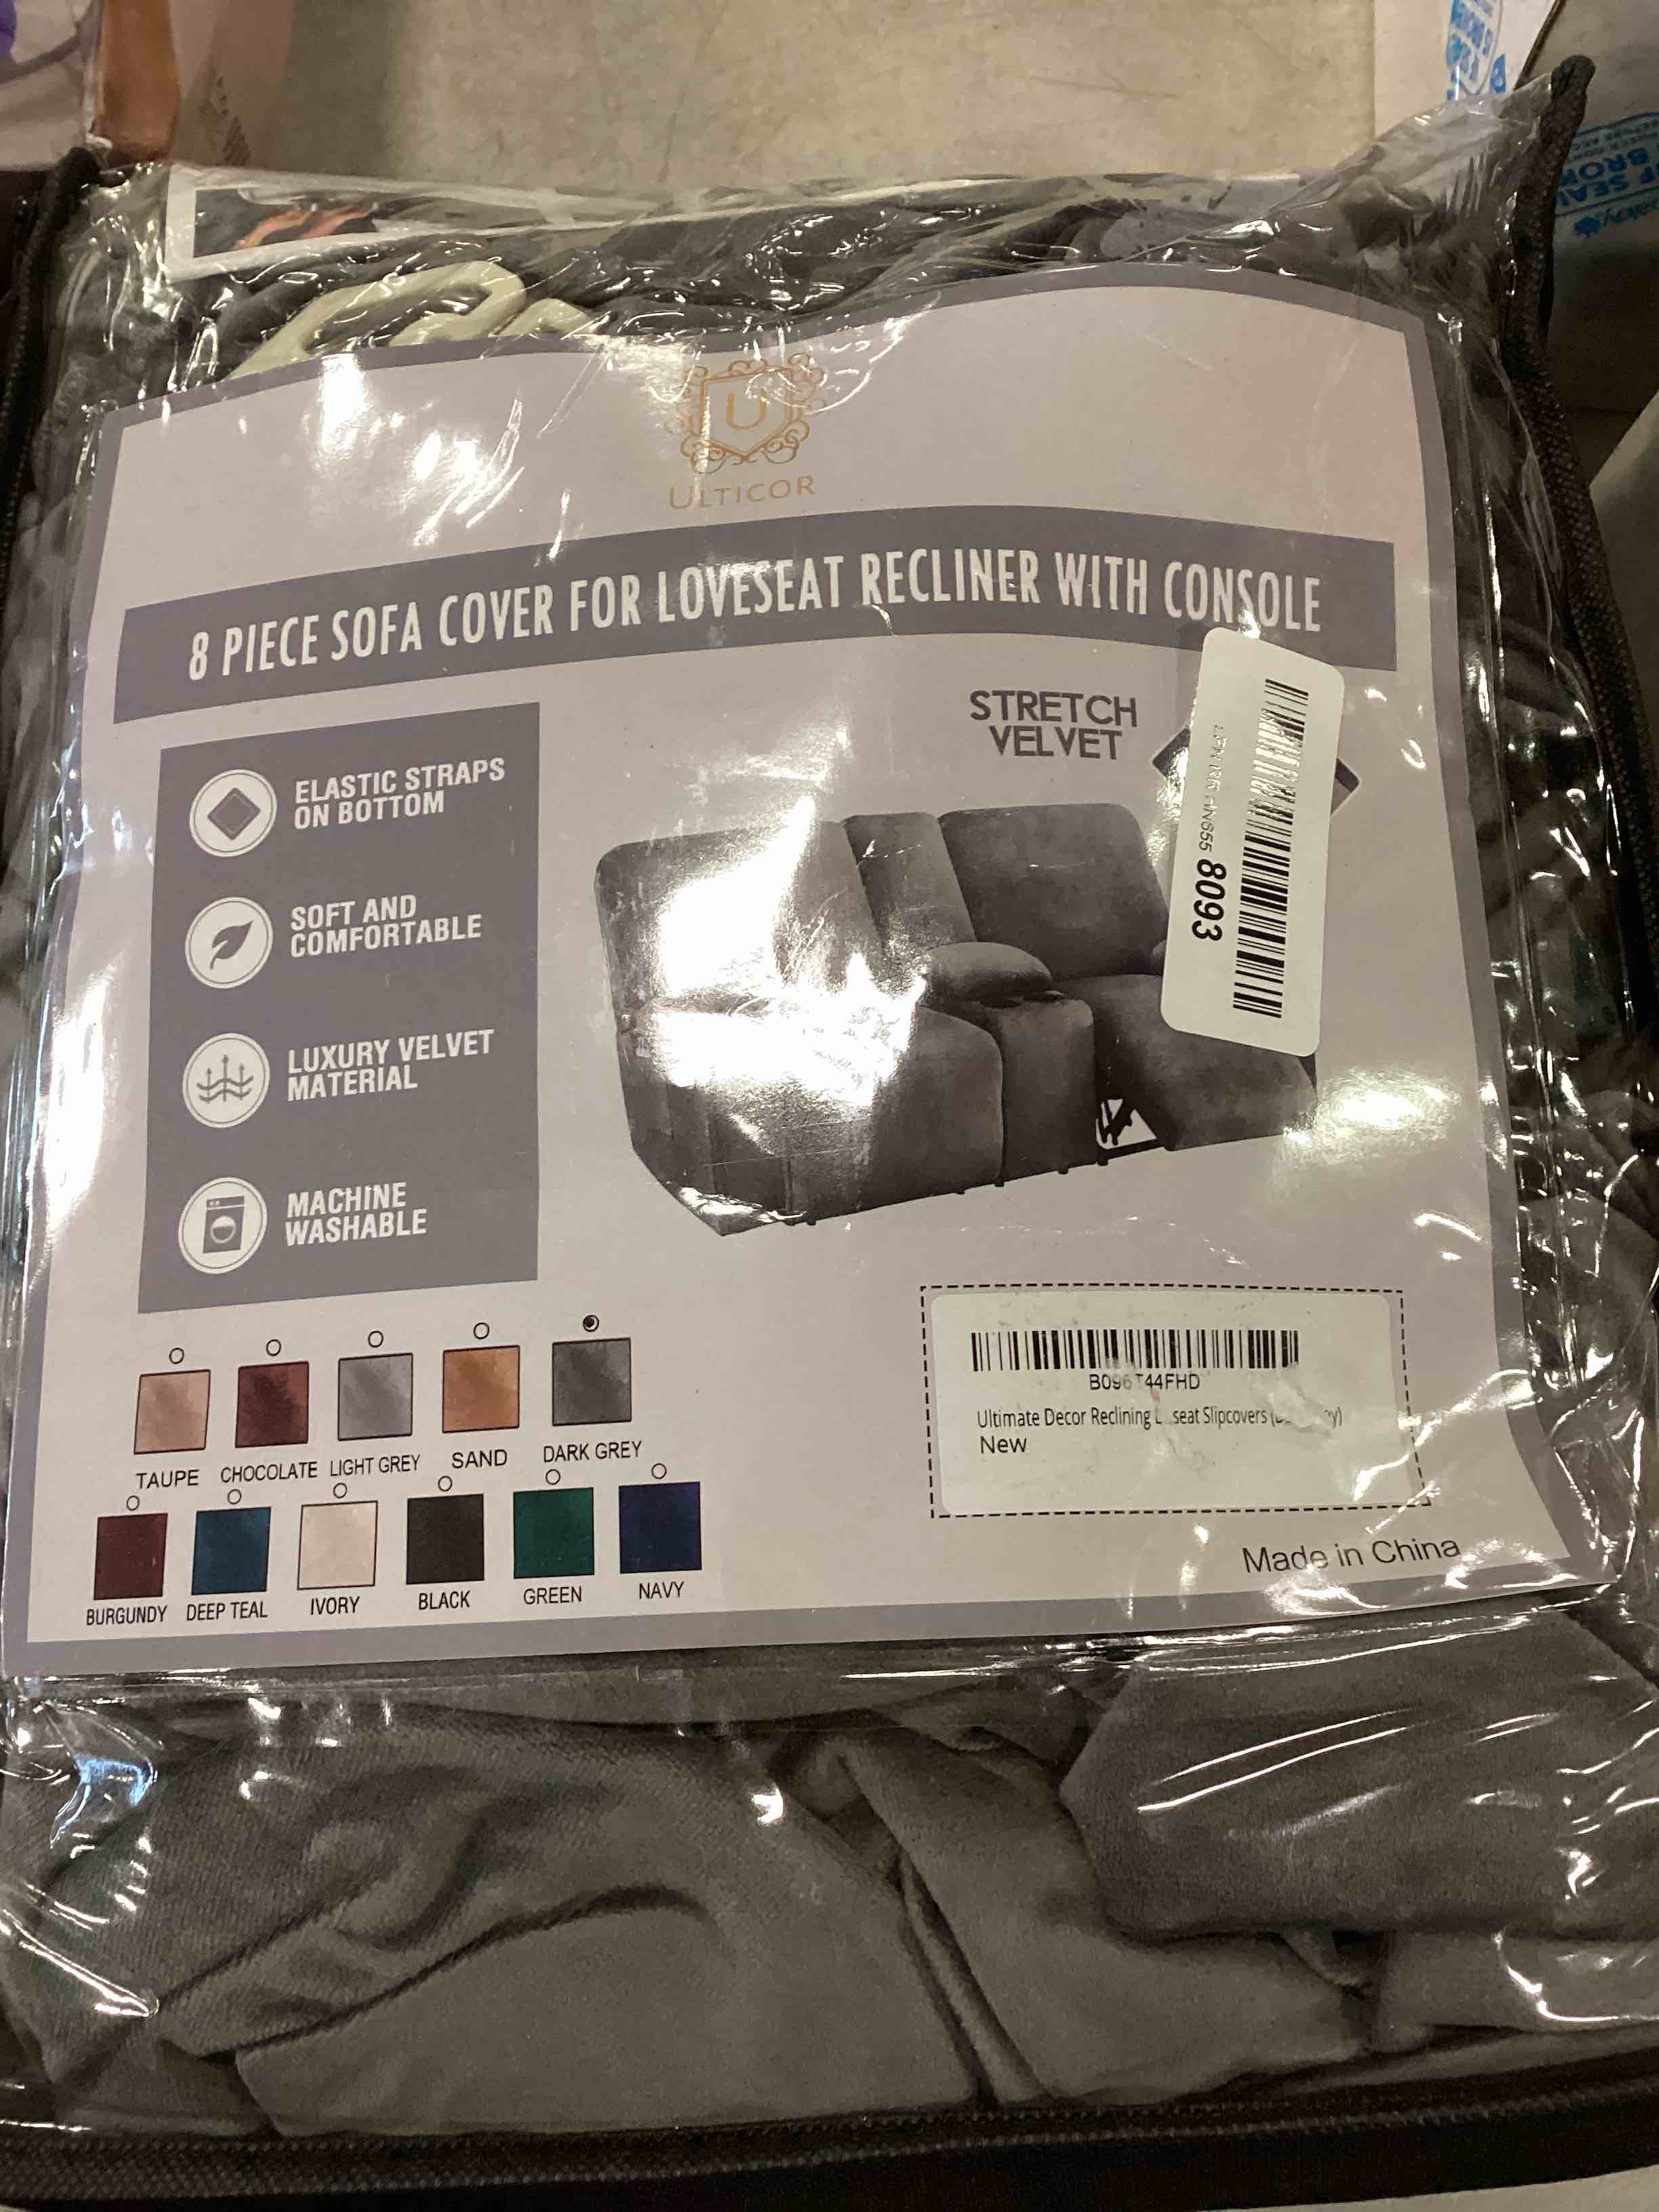 U
ULTICOR
8 PIECE SOFA COVER FOR LOVESEAT RECLINER WITH CONSOLE
STRETCH
VELVET
ELASTIC STRAPS
ON BOTTOM
SOFT AND
COMFORTABLE
LUXURY VELVET
MATERIAL
MACHINE
WASHABLE
8093
TAUPE CHOCOLATE LIGHT GREY SAND DARK GREY
BURGUNDY DEEP TEAL IVORY BLACK GREEN NAVY
Ultimate Decor Reclining Slipcovers
New
Made in China